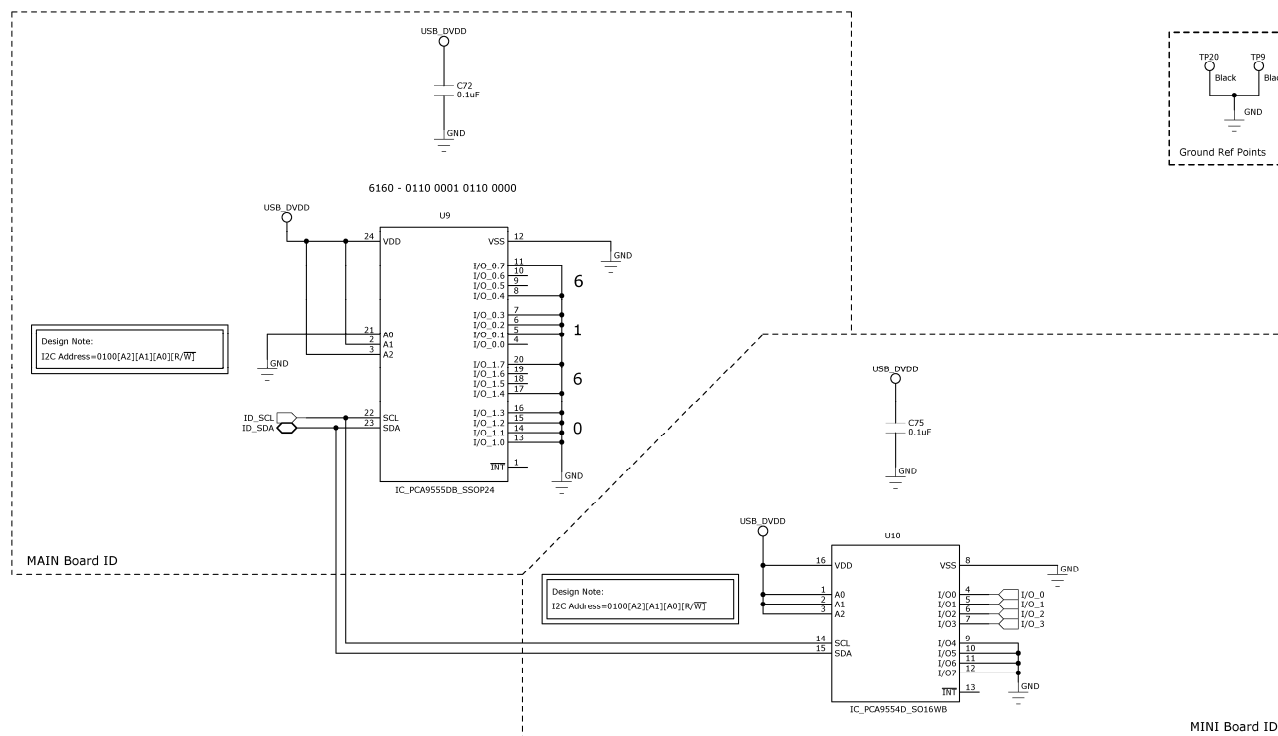 USB_DVDD
C72
0.1uF
GND
TP20
TP9
Black
GND
Ground Ref Points
6160 - 0110 0001 0110 0000
USB_DVDD
U9
24 VDD
VSS 12
GND
I/O_0.7 11
I/O_0.6 10
I/O_0.5 9
I/O_0.4 8
6
I/O_0.3 7
I/O_0.2 6
I/O_0.1 5
I/O_0.0 4
1
21 A0
2 A1
3 A2
GND
Design Note:
I2C Address=0100[A2][A1][A0][R/W]
I/O_1.7 20
I/O_1.6 19
I/O_1.5 18
I/O_1.4 17
6
I/O_1.3 16
I/O_1.2 15
I/O_1.1 14
I/O_1.0 13
0
ID_SCL
22 SCL
ID_SDA
23 SDA
INT 1
GND
IC_PCA9555DB_SSOP24
MAIN Board ID
USB_DVDD
C75
0.1uF
GND
USB_DVDD
U10
16 VDD
VSS 8
GND
Design Note:
I2C Address=0100[A2][A1][A0][R/W]
1 A0
2 A1
3 A2
I/O0 4 I/O_0
I/O1 5 I/O_1
I/O2 6 I/O_2
I/O3 7 I/O_3
14 SCL
15 SDA
I/O4 9
I/O5 10
I/O6 11
I/O7 12
INT 13
GND
IC_PCA9554D_SO16WB
MINI Board ID